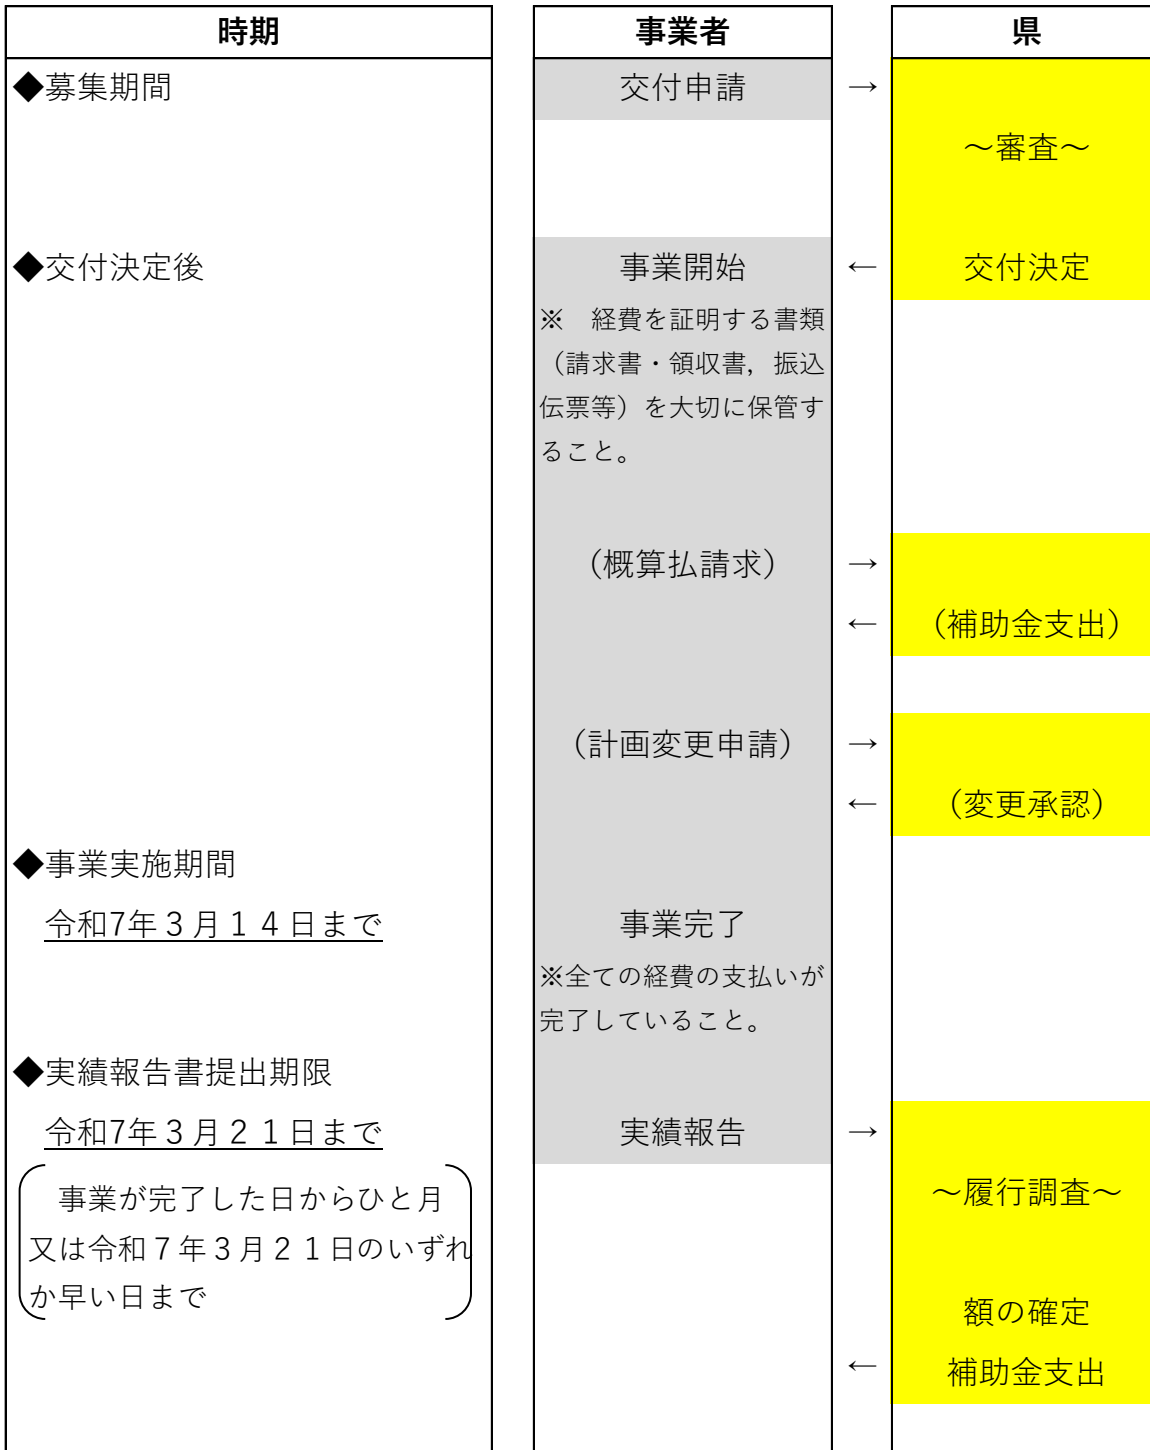 時期 事業者 県
◆募集期間 交付申請 →
～審査～
◆交付決定後 事業開始 ← 交付決定
※　経費を証明する書類
（請求書・領収書，振込
伝票等）を大切に保管す
ること。
（概算払請求） →
← （補助金支出）
（計画変更申請） →
← （変更承認）
◆事業実施期間
令和7年３月１４日まで 事業完了
※全ての経費の支払いが
完了していること。
◆実績報告書提出期限
令和7年３月２１日まで 実績報告 →
事業が完了した日からひと月 ～履行調査～
又は令和７年３月２１日のいずれ
か早い日まで 額の確定
← 補助金支出